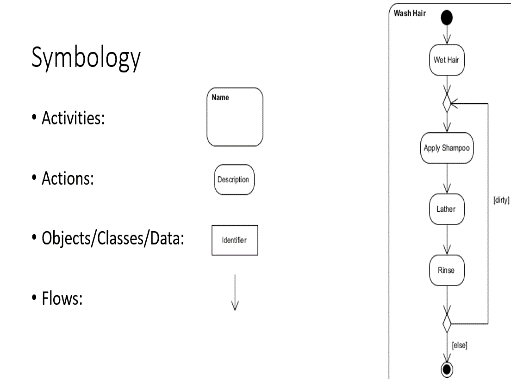 Symbology
• Activities:
Name
• Actions:
Description
• Objects/Classes/Data:
Identifier
• Flows:
Wash Hair
Wet Hair
Apply Shampoo
Lather
[dirty]
Rinse
[else]